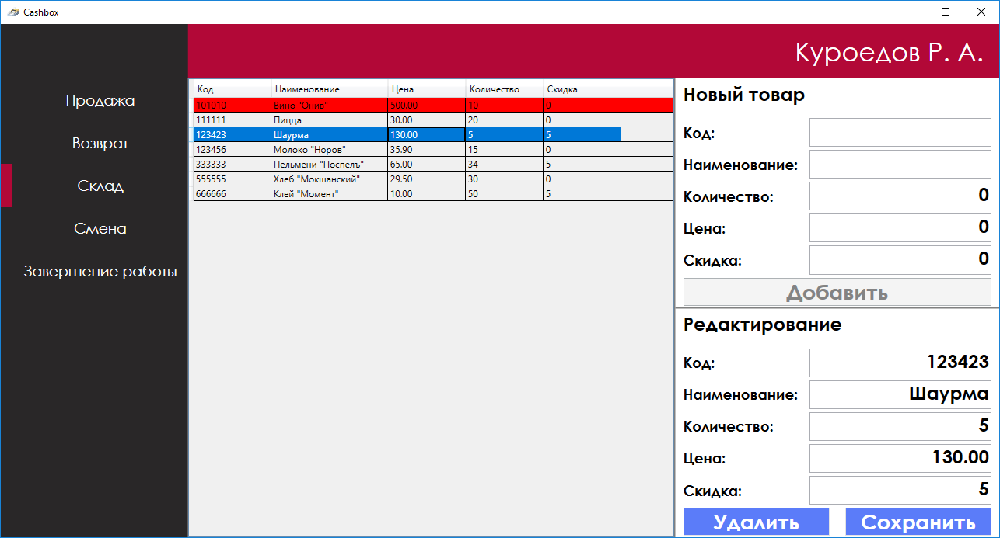 Cashbox
Куроедов Р. А.
Продажа
Возврат
Склад
Смена
Завершение работы
Код Наименование Цена Количество Скидка
101010 Вино "Онив" 500.00 10 0
111111 Пицца 30.00 20 0
123423 Шаурма 130.00 5 5
123456 Молоко "Норов" 35.90 15 0
333333 Пельмени "Поспелъ" 65.00 34 5
555555 Хлеб "Мокшанский" 29.50 30 0
666666 Клей "Момент" 10.00 50 5
Новый товар
Код:
Наименование:
Количество: 0
Цена: 0
Скидка: 0
Добавить
Редактирование
Код: 123423
Наименование: Шаурма
Количество: 5
Цена: 130.00
Скидка: 5
Удалить Сохранить